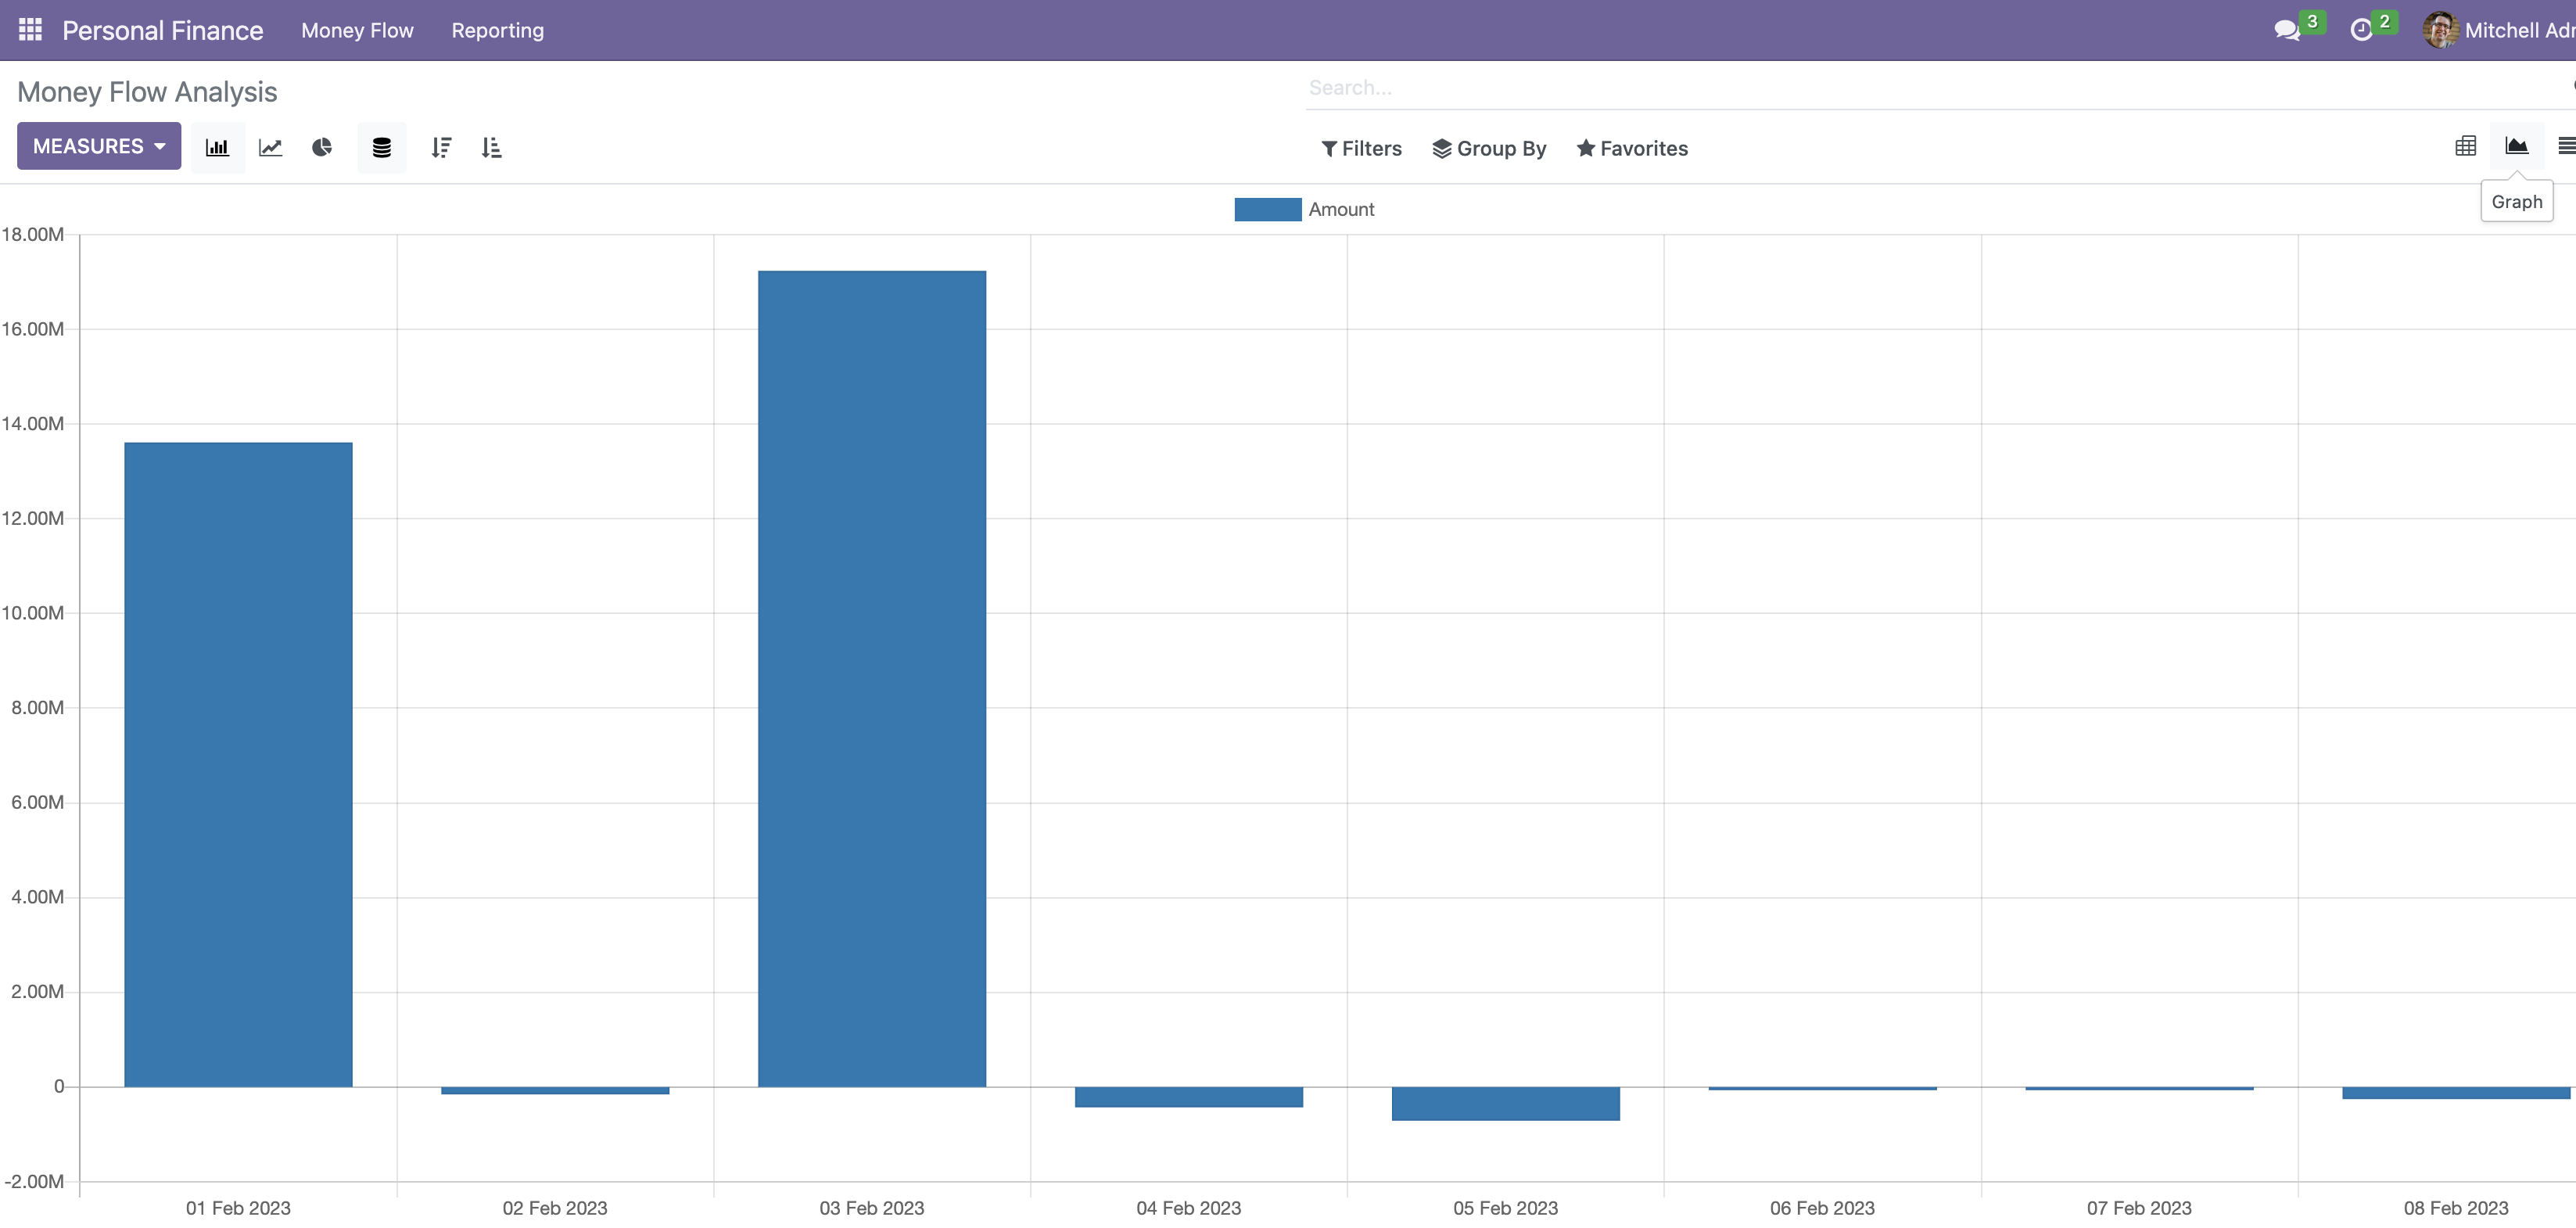 Personal Finance Money Flow Reporting 3 2 Mitchell Adm
Money Flow Analysis
Search...
MEASURES Filters Group By Favorites
Graph
Amount
18.00M
16.00M
14.00M
12.00M
10.00M
8.00M
6.00M
4.00M
2.00M
0
-2.00M
01 Feb 2023 02 Feb 2023 03 Feb 2023 04 Feb 2023 05 Feb 2023 06 Feb 2023 07 Feb 2023 08 Feb 2023